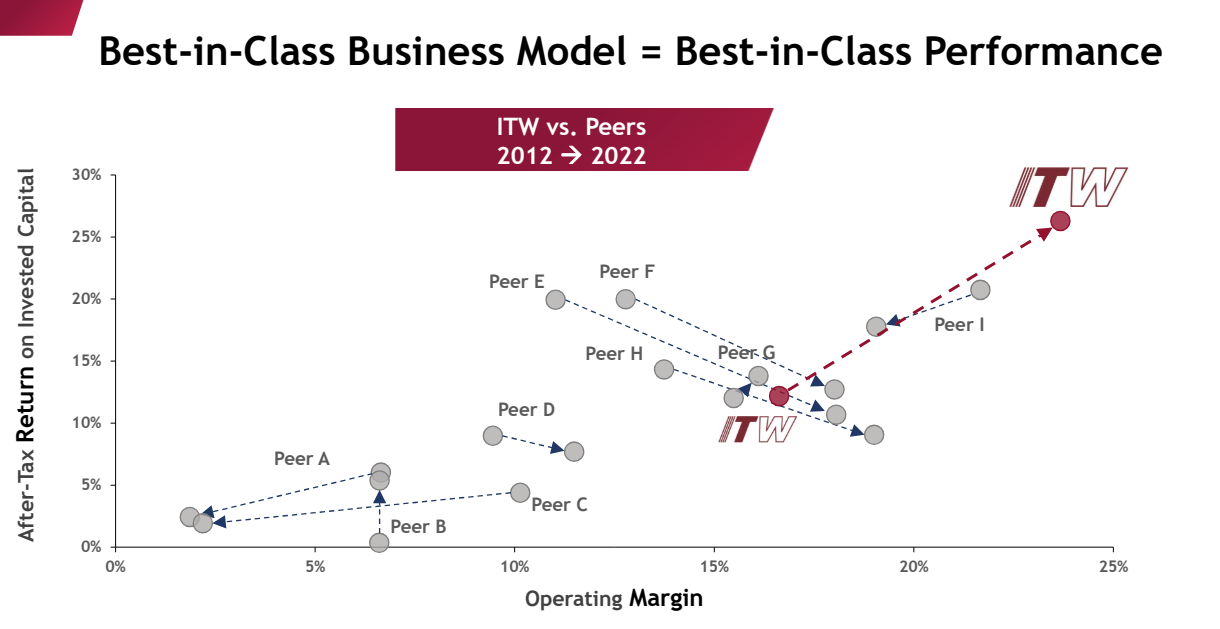 Best-in-Class Business Model = Best-in-Class Performance
ITW vs. Peers
2012 → 2022
After-Tax Return on Invested Capital
30%
25%
20%
15%
10%
5%
0%
ITW
Peer F
Peer E
Peer I
Peer H
Peer G
Peer D
ITW
Peer A
Peer C
Peer B
0%
5%
10%
15%
20%
25%
Operating Margin